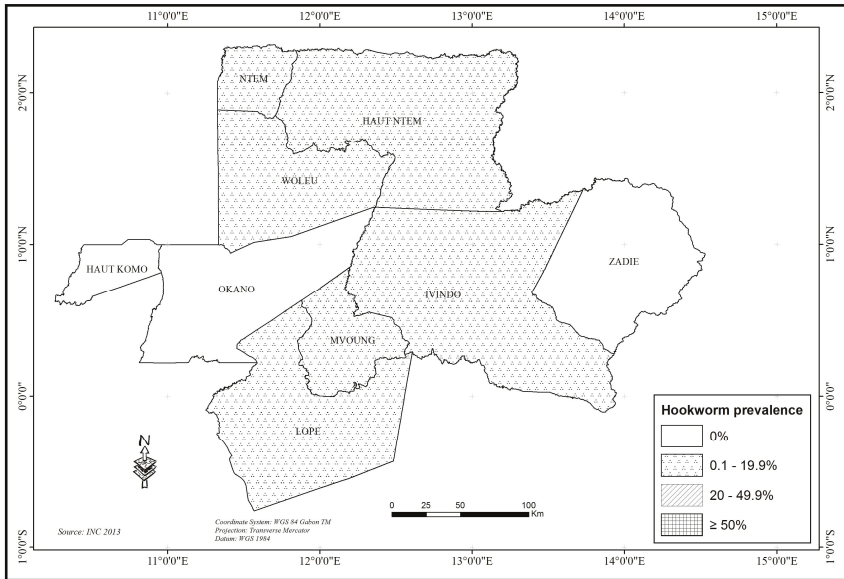 11°0'0"E 12°0'0"E 13°0'0"E 14°0'0"E 15°0'0"E
2°0'0"N 2°0'0"N
NTEM
HAUT NTEM
WOLEU
1°0'0"N 1°0'0"N
HAUT KOMO
ZADIE
OKANO
IVINDO
MVOUNG
0°0'0" 0°0'0"
LOPE
Hookworm prevalence
0%
0.1 - 19.9%
20 - 49.9%
≥ 50%
N
0 25 50 100
Km
Coordinate System: WGS 84 Gabon TM
Projection: Transverse Mercator
Datum: WGS 1984
Source: INC 2013
1°0'0"S 1°0'0"S
11°0'0"E 12°0'0"E 13°0'0"E 14°0'0"E 15°0'0"E